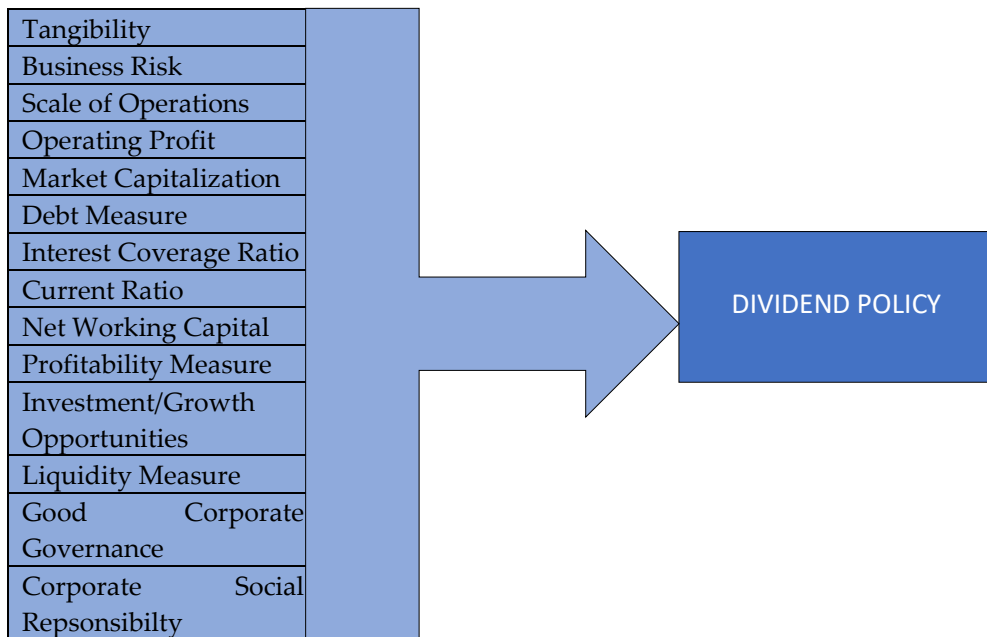 Tangibility
Business Risk
Scale of Operations
Operating Profit
Market Capitalization
Debt Measure
Interest Coverage Ratio
Current Ratio
Net Working Capital
Profitability Measure
Investment/Growth
Opportunities
Liquidity Measure
Good Corporate
Governance
Corporate Social
Repsonsibilty
DIVIDEND POLICY